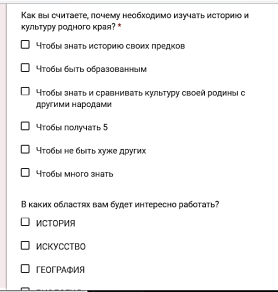 Как вы считаете, почему необходимо изучать историю и
культуру родного края? *
Чтобы знать историю своих предков
Чтобы быть образованным
Чтобы знать и сравнивать культуру своей родины с
другими народами
Чтобы получать 5
Чтобы не быть хуже других
Чтобы много знать
В каких областях вам будет интересно работать?
ИСТОРИЯ
ИСКУССТВО
ГЕОГРАФИЯ